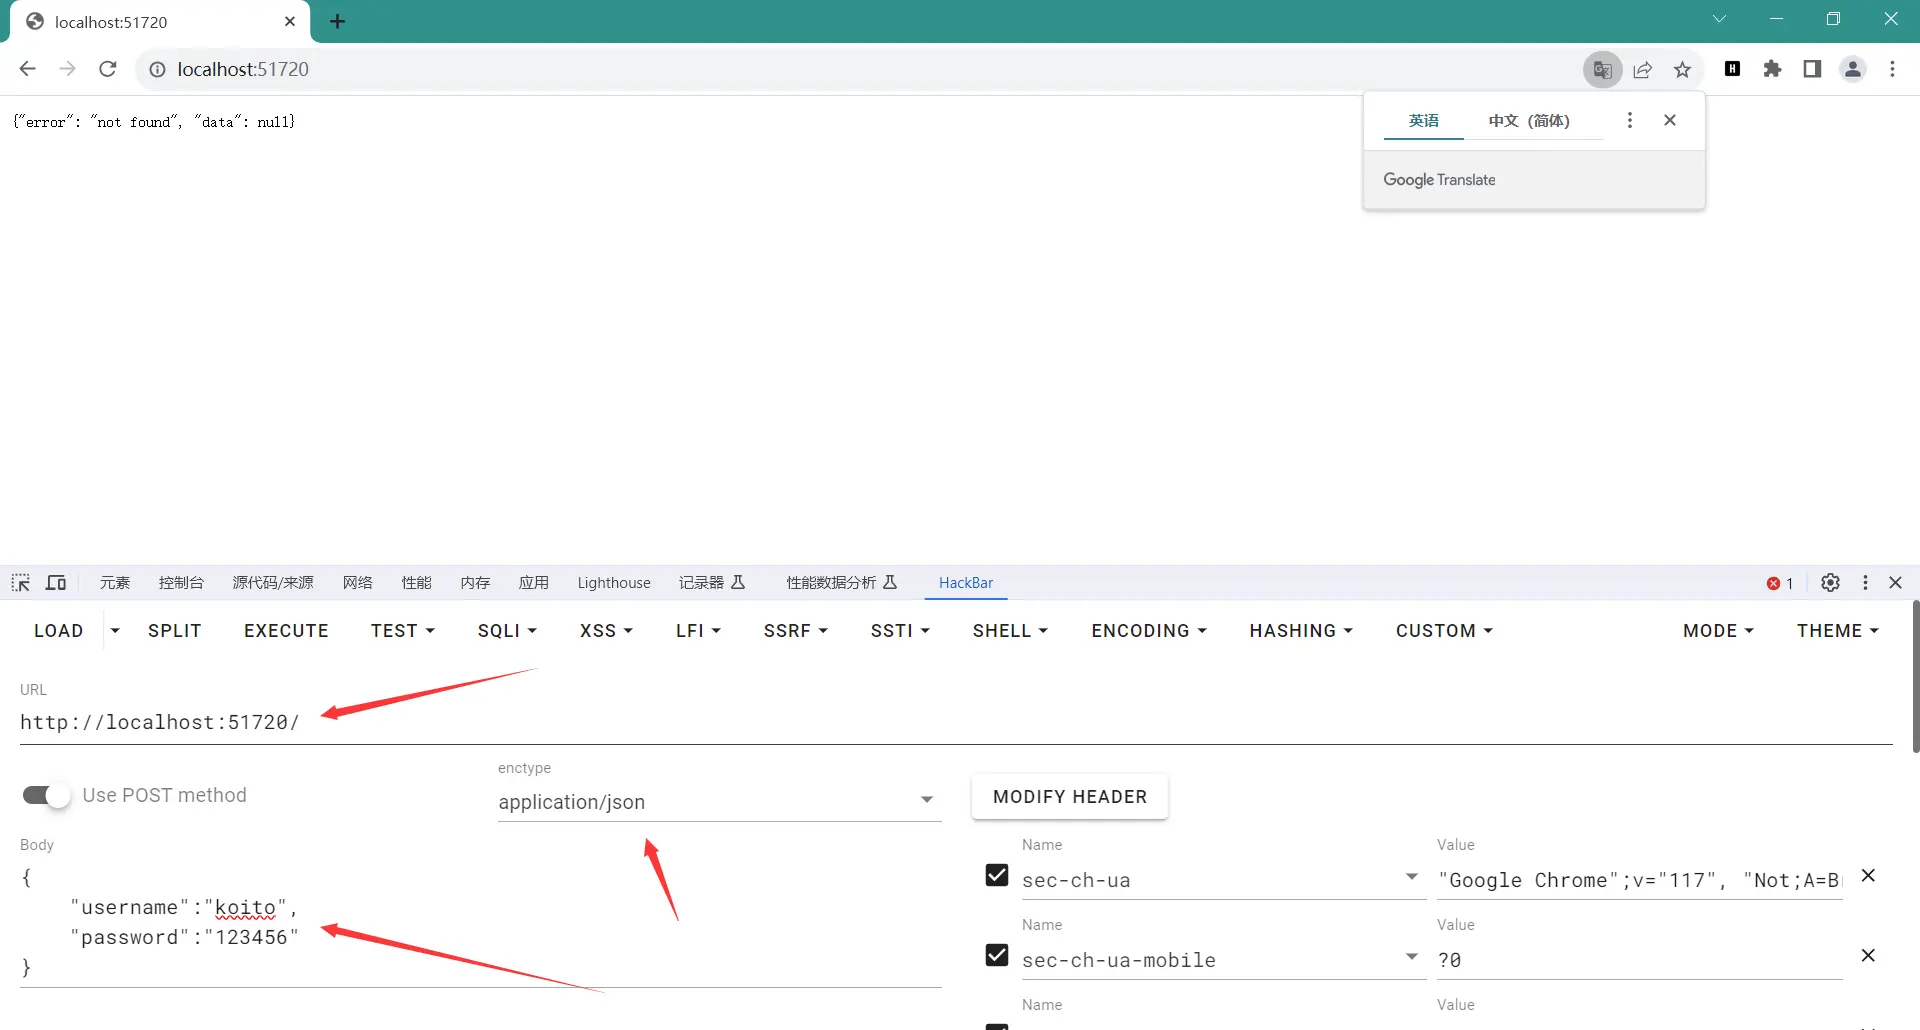 localhost:51720
localhost:51720
{"error": "not found", "data": null}
英语 中文 (简体)
Google Translate
元素 控制台 源代码/来源 网络 性能 内存 应用 Lighthouse 记录器 性能数据分析 HackBar 1
LOAD SPLIT EXECUTE TEST SQLI XSS LFI SSRF SSTI SHELL ENCODING HASHING CUSTOM MODE THEME
URL
http://localhost:51720/
Use POST method
enctype
application/json
MODIFY HEADER
Body
{
"username":"koito",
"password":"123456"
}
Name Value
sec-ch-ua "Google Chrome";v="117", "Not;A=Br
Name Value
sec-ch-ua-mobile ?0
Name Value